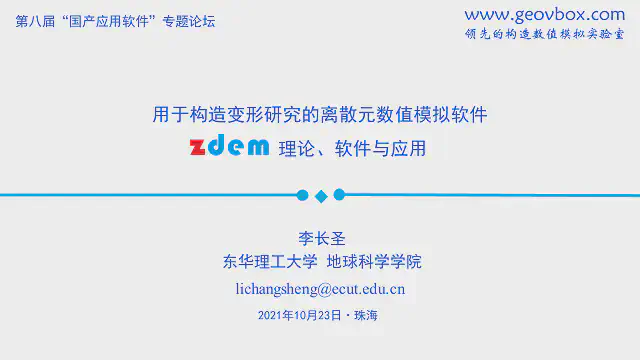 第八届“国产应用软件”专题论坛
www.geovbox.com
领先的构造数值模拟实验室
用于构造变形研究的离散元数值模拟软件
zdem 理论、软件与应用
李长圣
东华理工大学 地球科学学院
lichangsheng@ecut.edu.cn
2021年10月23日·珠海